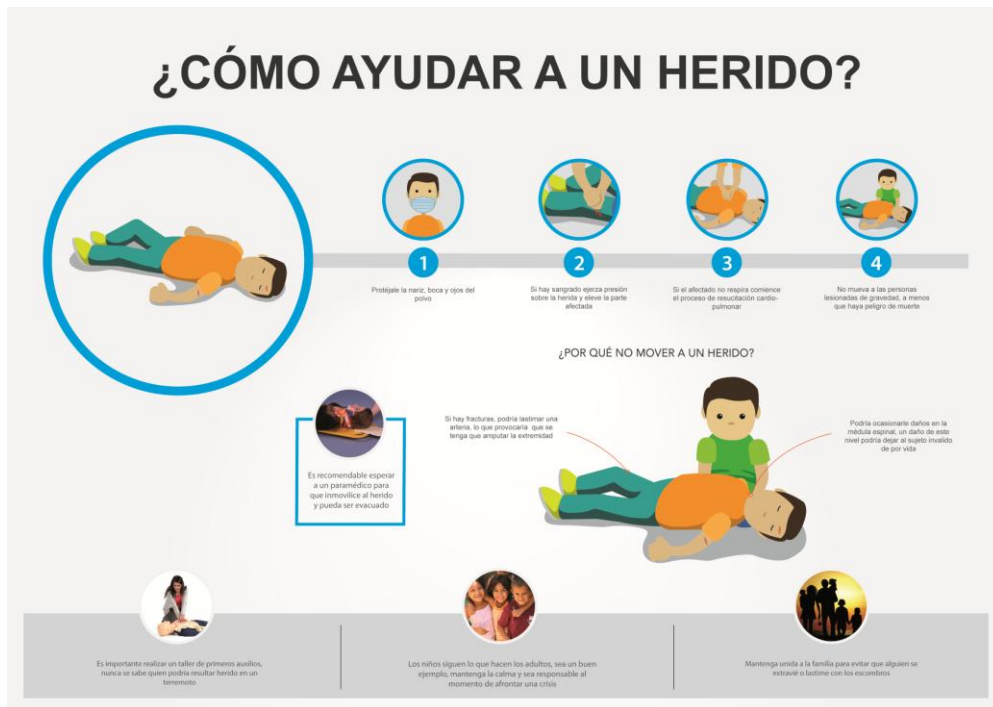 ¿CÓMO AYUDAR A UN HERIDO?
1
Protéjale la nariz, boca y ojos del
polvo
2
Si hay sangrado ejerza presión
sobre la herida y eleve la parte
afectada
3
Si el afectado no respira comience
el proceso de resucitación cardio-
pulmonar
4
No mueva a las personas
lesionadas de gravedad, a menos
que haya peligro de muerte
¿POR QUÉ NO MOVER A UN HERIDO?
Si hay fracturas, podría lastimar una
arteria, lo que provocaría que se
tenga que amputar la extremidad
Podría ocasionarle daños en la
médula espinal, un daño de este
nivel podría dejar al sujeto invalido
de por vida
Es recomendable esperar
a un paramédico para
que inmovilice al herido
y pueda ser evacuado
Es importante realizar un taller de primeros auxilios,
nunca se sabe quien podría resultar herido en un
terremoto
Los niños siguen lo que hacen los adultos, sea un buen
ejemplo, mantenga la calma y sea responsable al
momento de afrontar una crisis
Mantenga unida a la familia para evitar que alguien se
extravíe o lastime con los escombros